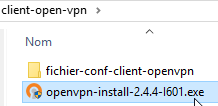 client-open-vpn
Nom
fichier-conf-client-openvpn
openvpn-install-2.4.4-I601.exe